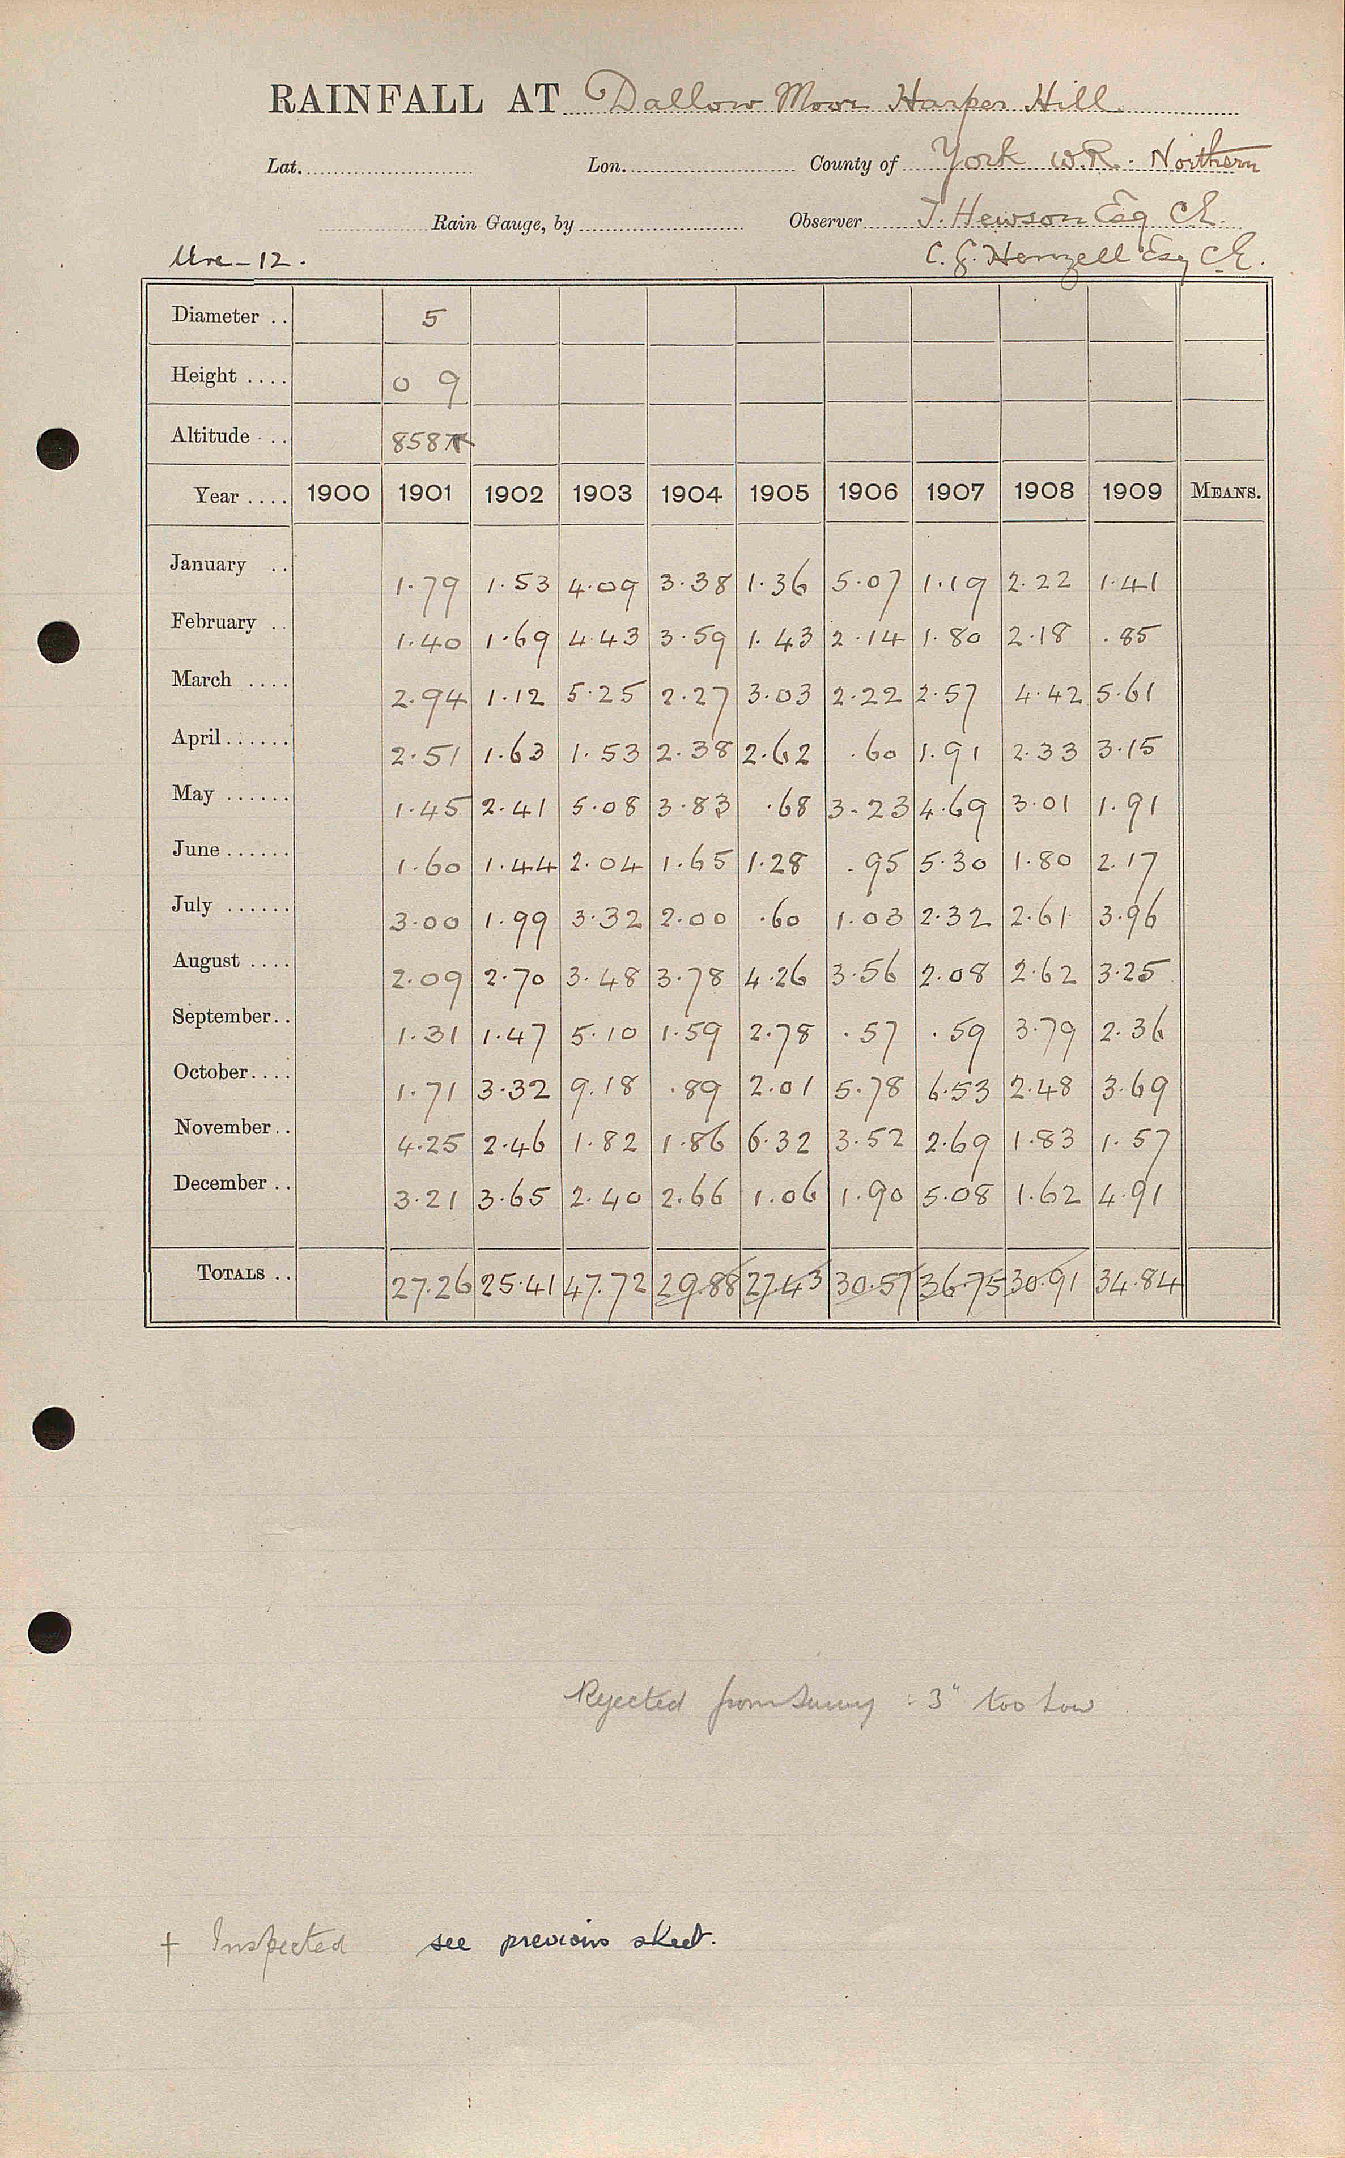 RAINFALL AT Dallow Moor Harper Hill
Lat. Lon. County of York W.R. Northern
Rain Gauge, by Observer J. Hewson Esq CE.
Ure - 12. C. G. Henzell Esq CE.
Diameter .. 5
Height .... 0 9
Altitude .. 858
Year .... 1900 1901 1902 1903 1904 1905 1906 1907 1908 1909 MEANS.
January .. 1.79 1.53 4.09 3.38 1.36 5.07 1.19 2.22 1.41
February .. 1.40 1.69 4.43 3.59 1.43 2.14 1.80 2.18 .85
March .... 2.94 1.12 5.25 2.27 3.03 2.22 2.57 4.42 5.61
April...... 2.51 1.63 1.53 2.38 2.62 .60 1.91 2.33 3.15
May ...... 1.45 2.41 5.08 3.83 .68 3.23 4.69 3.01 1.91
June ...... 1.60 1.44 2.04 1.65 1.28 .95 5.30 1.80 2.17
July ...... 3.00 1.99 3.32 2.00 .60 1.03 2.32 2.61 3.96
August .... 2.09 2.70 3.48 3.78 4.26 3.56 2.08 2.62 3.25
September.. 1.31 1.47 5.10 1.59 2.78 .57 .59 3.79 2.36
October.... 1.71 3.32 9.18 .89 2.01 5.78 6.53 2.48 3.69
November.. 4.25 2.46 1.82 1.86 6.32 3.52 2.69 1.83 1.57
December .. 3.21 3.65 2.40 2.66 1.06 1.90 5.08 1.62 4.91
TOTALS .. 27.26 25.41 47.72 29.88 27.43 30.57 36.75 30.91 34.84
Rejected from Survey : 3" too low
† Inspected see previous sheet.